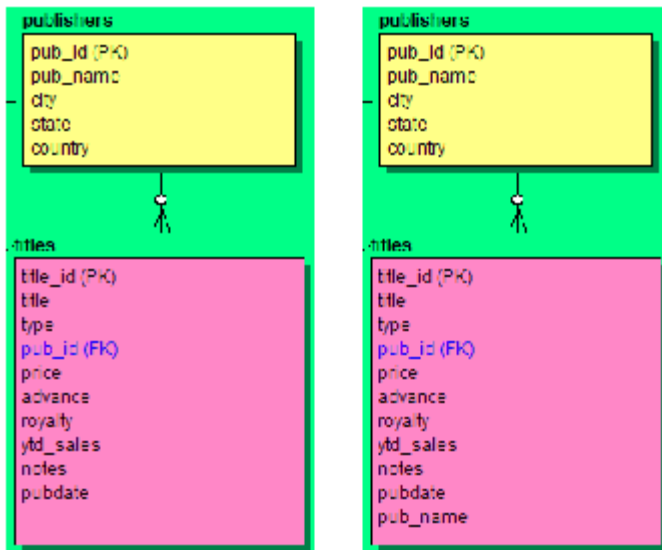 publishers
pub_id (PK)
pub_name
city
state
country
titles
title_id (PK)
title
type
pub_id (FK)
price
advance
royalty
ytd_sales
notes
pubdate
publishers
pub_id (PK)
pub_name
city
state
country
titles
title_id (PK)
title
type
pub_id (FK)
price
advance
royalty
ytd_sales
notes
pubdate
pub_name